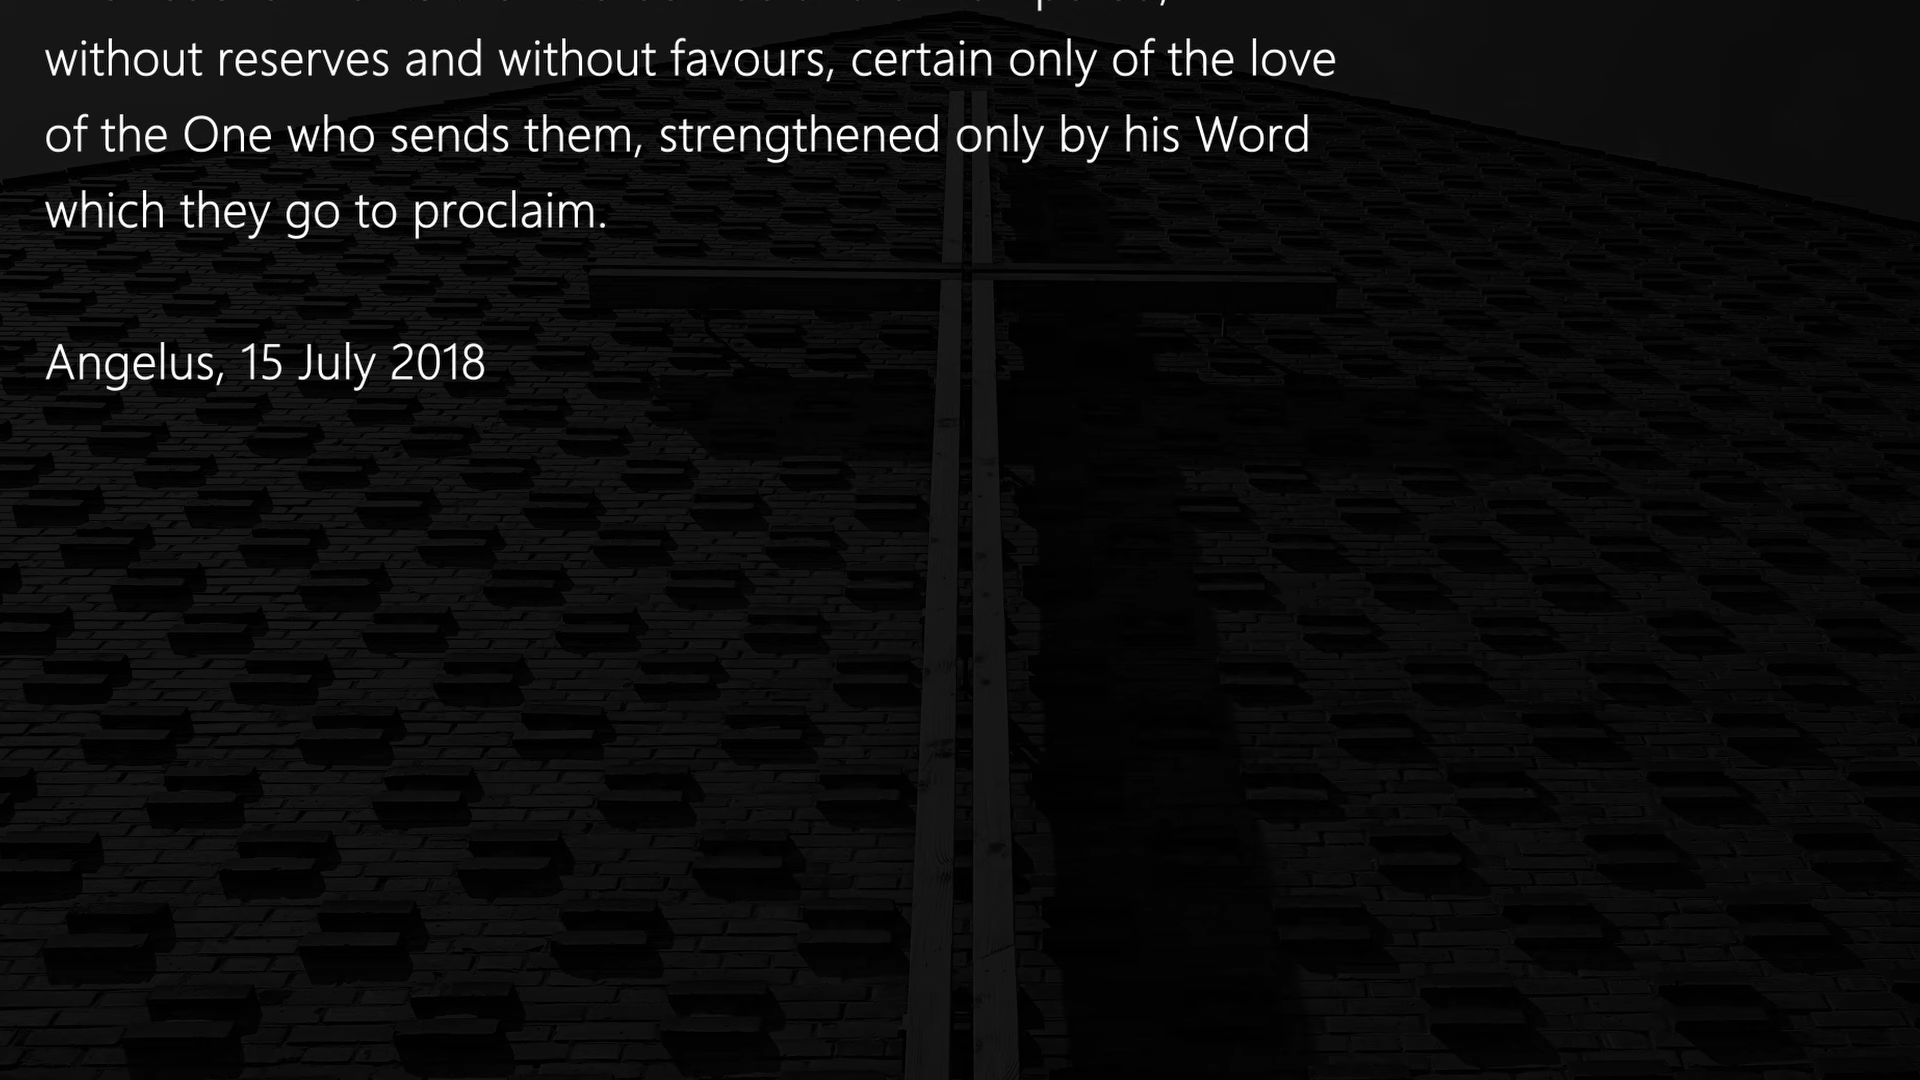 without reserves and without favours, certain only of the love
of the One who sends them, strengthened only by his Word
which they go to proclaim.
Angelus, 15 July 2018